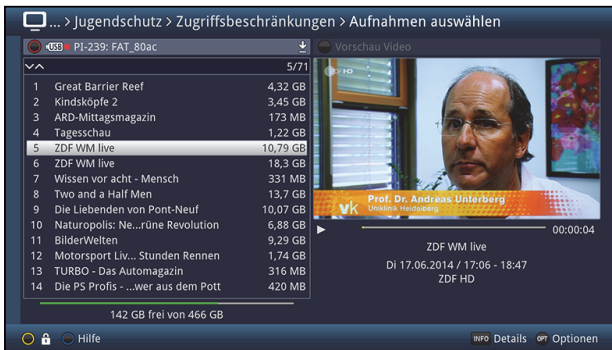 ... > Jugendschutz > Zugriffsbeschränkungen > Aufnahmen auswählen
USB PI-239: FAT_80ac
Vorschau Video
5/71
1 Great Barrier Reef 4,32 GB
2 Kindsköpfe 2 3,45 GB
3 ARD-Mittagsmagazin 173 MB
4 Tagesschau 1,22 GB
5 ZDF WM live 10,79 GB
6 ZDF WM live 18,3 GB
7 Wissen vor acht - Mensch 331 MB
8 Two and a Half Men 13,7 GB
9 Die Liebenden von Pont-Neuf 10,07 GB
10 Naturopolis: Ne...rüne Revolution 6,88 GB
11 BilderWelten 9,29 GB
12 Motorsport Liv... Stunden Rennen 1,74 GB
13 TURBO - Das Automagazin 316 MB
14 Die PS Profis - ...wer aus dem Pott 420 MB
142 GB frei von 466 GB
HD
Prof. Dr. Andreas Unterberg
Uniklinik Heidelberg
vk
00:00:04
ZDF WM live
Di 17.06.2014 / 17:06 - 18:47
ZDF HD
Hilfe
INFO Details
OPT Optionen